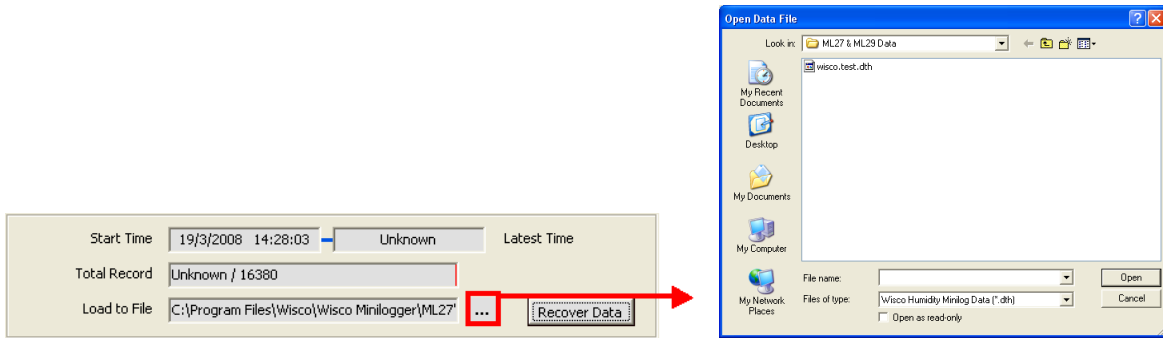 Start Time 19/3/2008 14:28:03 Unknown Latest Time
Total Record Unknown / 16380
Load to File C:\Program Files\Wisco\Wisco Minilogger\ML27' ... Recover Data
Open Data File
Look in: ML27 & ML29 Data
My Recent
Documents
Desktop
My Documents
My Computer
My Network
Places
wisco.test.dth
File name: Open
Files of type: Wisco Humidity Minilog Data (*.dth) Cancel
Open as read-only